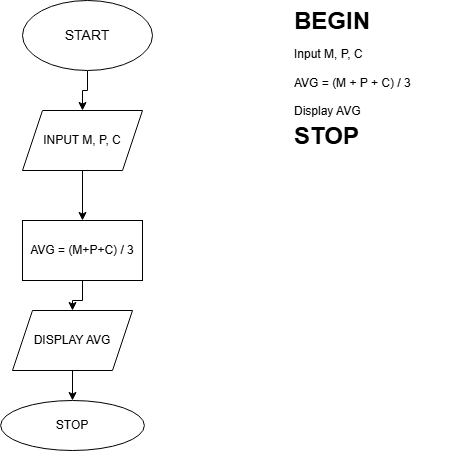 START
INPUT M, P, C
AVG = (M+P+C) / 3
DISPLAY AVG
STOP
BEGIN
Input M, P, C
AVG = (M + P + C) / 3
Display AVG
STOP